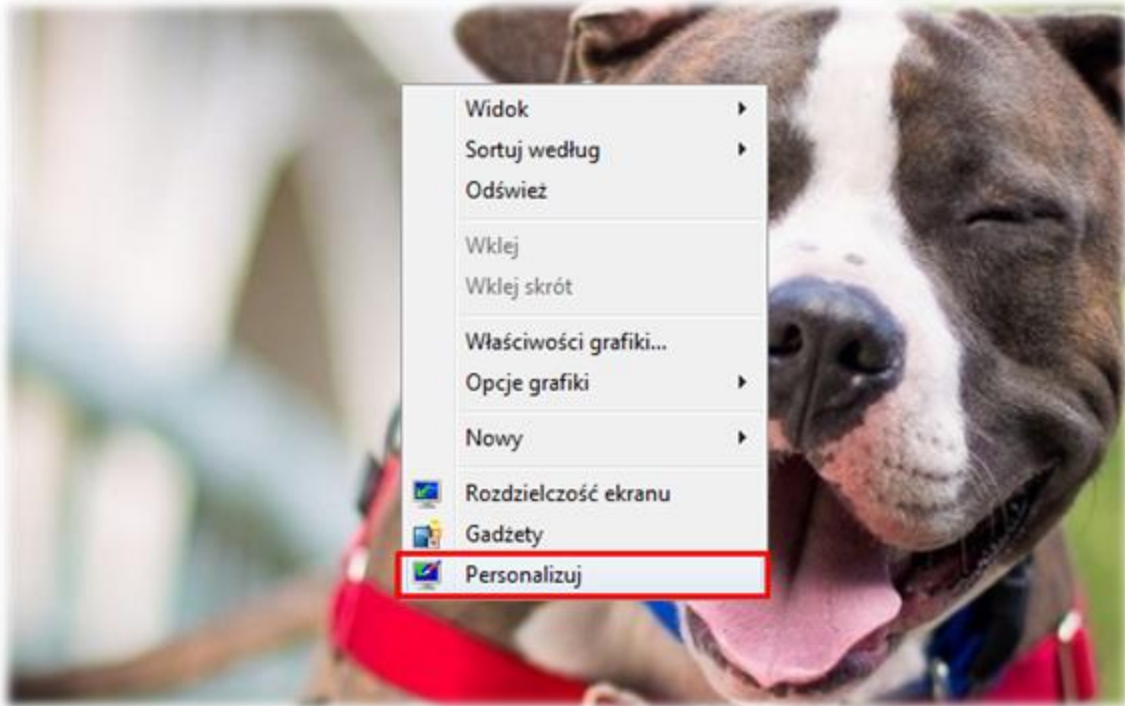 Widok
Sortuj według
Odśwież
Wklej
Wklej skrót
Właściwości grafiki...
Opcje grafiki
Nowy
Rozdzielczość ekranu
Gadżety
Personalizuj